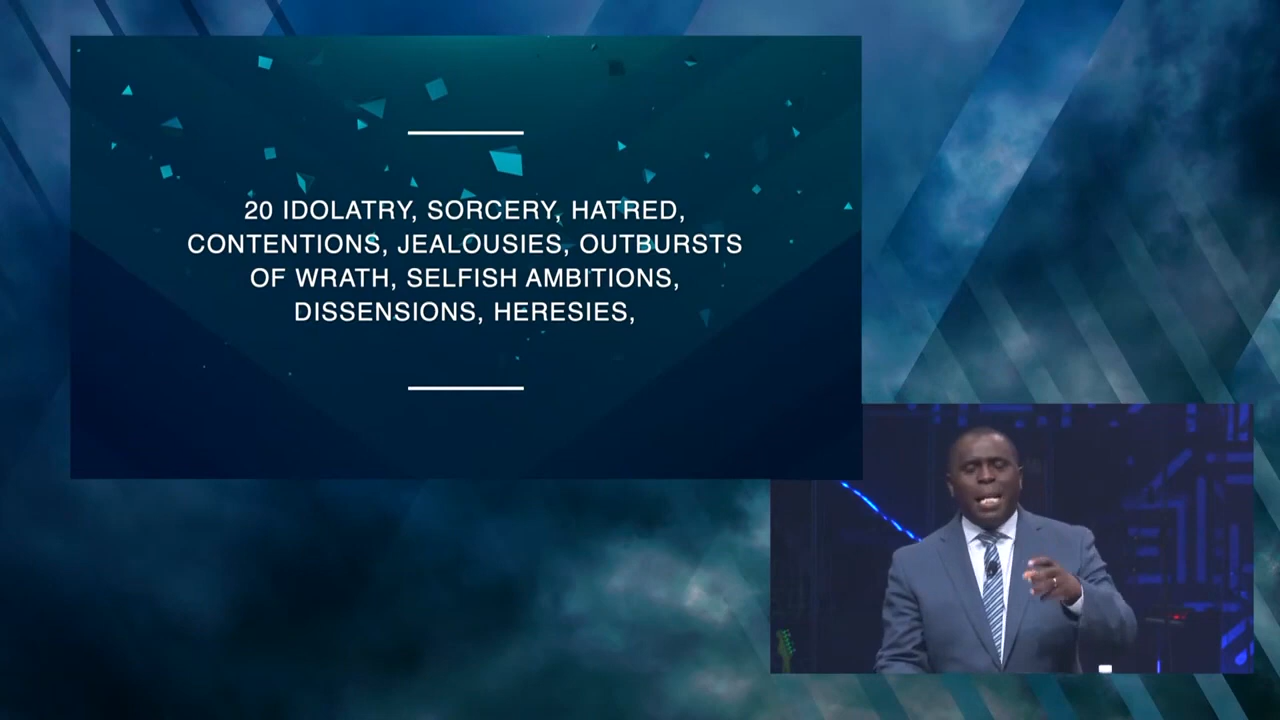 20 IDOLATRY, SORCERY, HATRED,
CONTENTIONS, JEALOUSIES, OUTBURSTS
OF WRATH, SELFISH AMBITIONS,
DISSENSIONS, HERESIES,